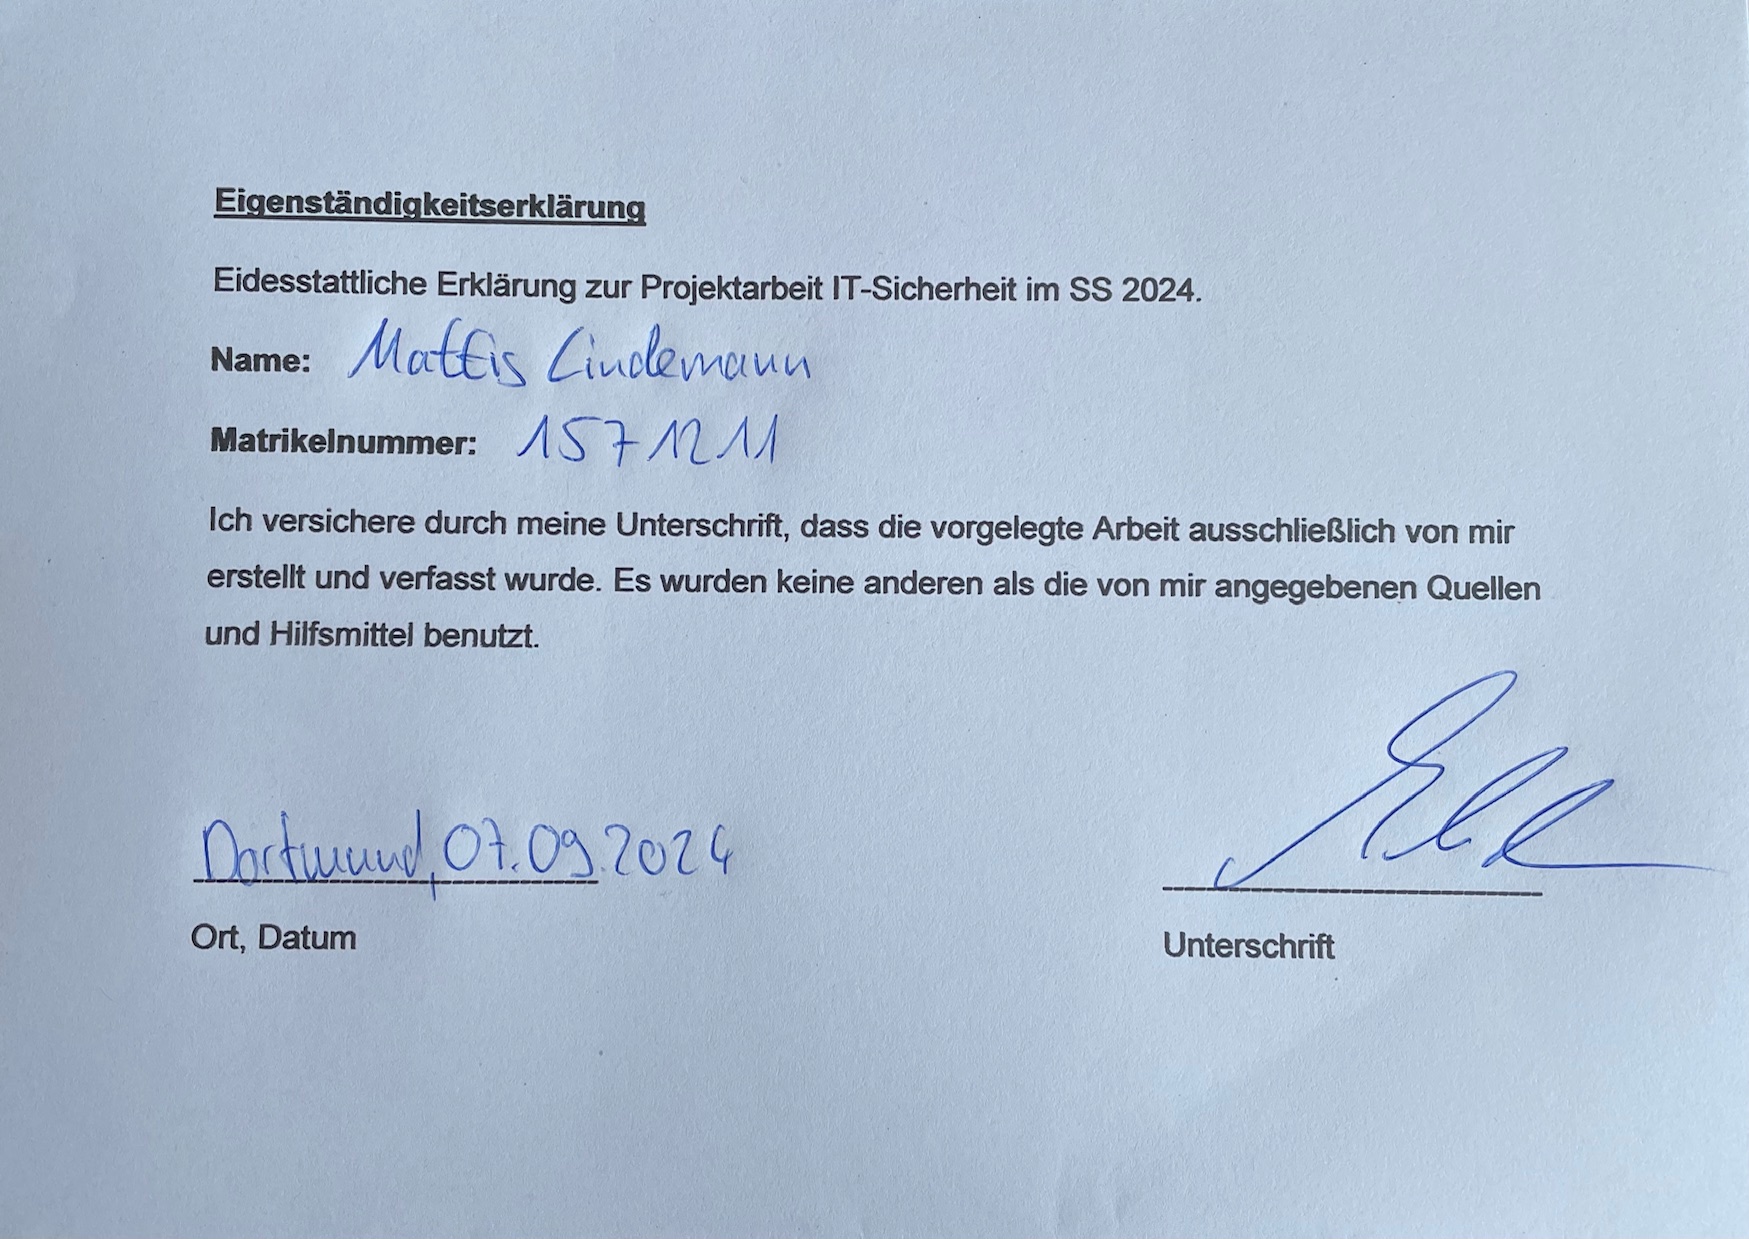 Eigenständigkeitserklärung
Eidesstattliche Erklärung zur Projektarbeit IT-Sicherheit im SS 2024.
Name: Mattis Lindemann
Matrikelnummer: 1571211
Ich versichere durch meine Unterschrift, dass die vorgelegte Arbeit ausschließlich von mir
erstellt und verfasst wurde. Es wurden keine anderen als die von mir angegebenen Quellen
und Hilfsmittel benutzt.
Dortmund, 07.09.2024
Ort, Datum
Unterschrift